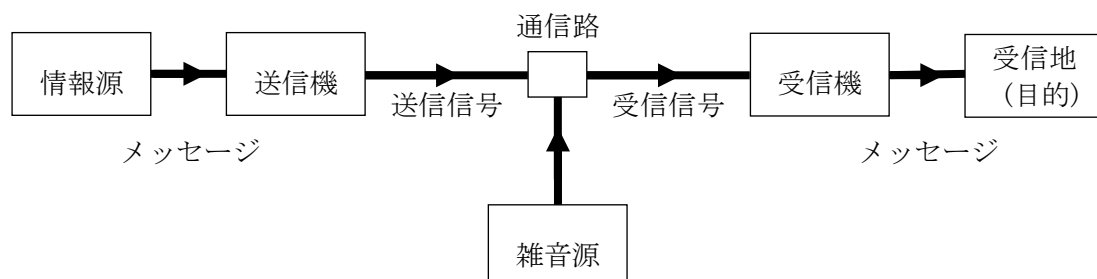 通信路
情報源
送信機
受信機
受信地
(目的)
送信信号
受信信号
メッセージ
メッセージ
雑音源